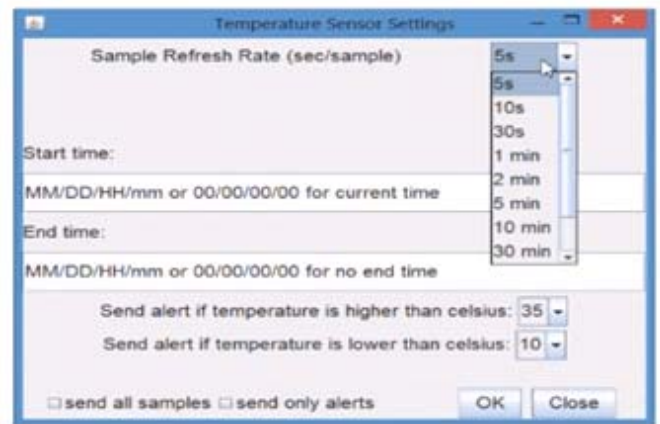 Temperature Sensor Settings
Sample Refresh Rate (sec/sample) 5s
5s
10s
30s
1 min
2 min
5 min
10 min
30 min
Start time:
MM/DD/HH/mm or 00/00/00/00 for current time
End time:
MM/DD/HH/mm or 00/00/00/00 for no end time
Send alert if temperature is higher than celsius: 35
Send alert if temperature is lower than celsius: 10
send all samples send only alerts OK Close